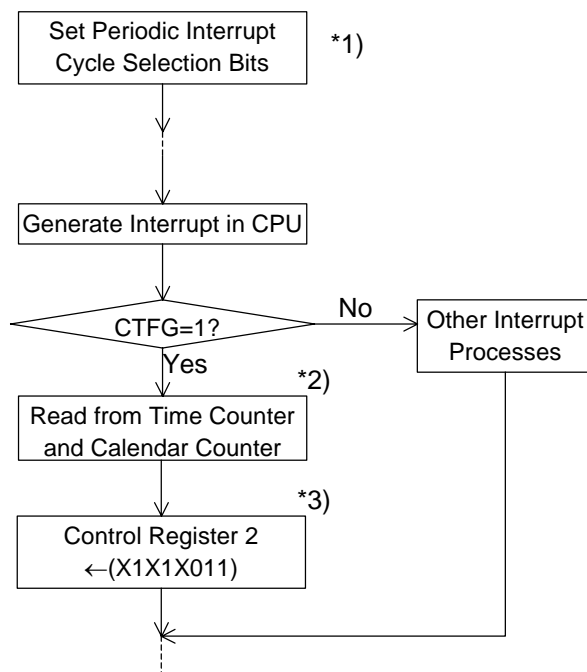 Set Periodic Interrupt
Cycle Selection Bits
*1)
Generate Interrupt in CPU
CTFG=1?
No
Other Interrupt
Processes
Yes
*2)
Read from Time Counter
and Calendar Counter
*3)
Control Register 2
←(X1X1X011)